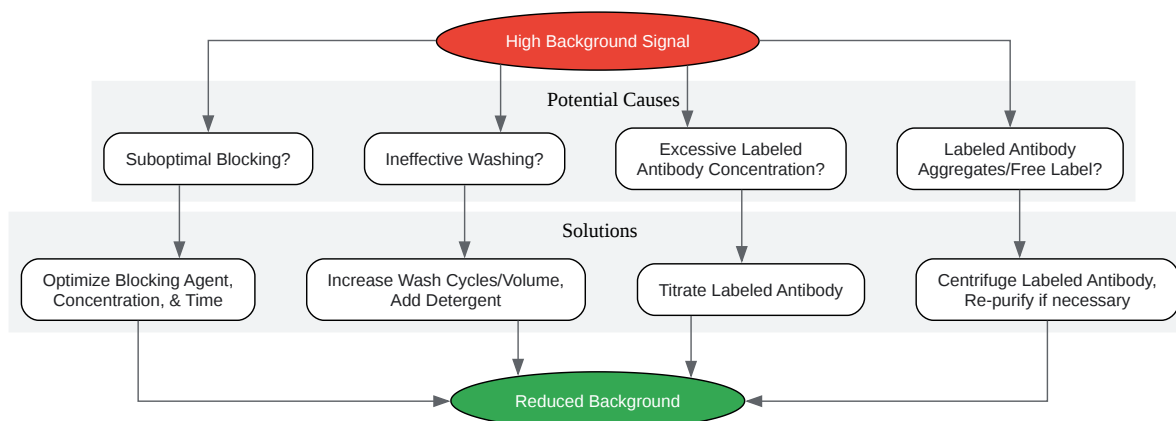 High Background Signal
Potential Causes
Suboptimal Blocking?
Ineffective Washing?
Excessive Labeled
Antibody Concentration?
Labeled Antibody
Aggregates/Free Label?
Solutions
Optimize Blocking Agent,
Concentration, & Time
Increase Wash Cycles/Volume,
Add Detergent
Titrate Labeled Antibody
Centrifuge Labeled Antibody,
Re-purify if necessary
Reduced Background